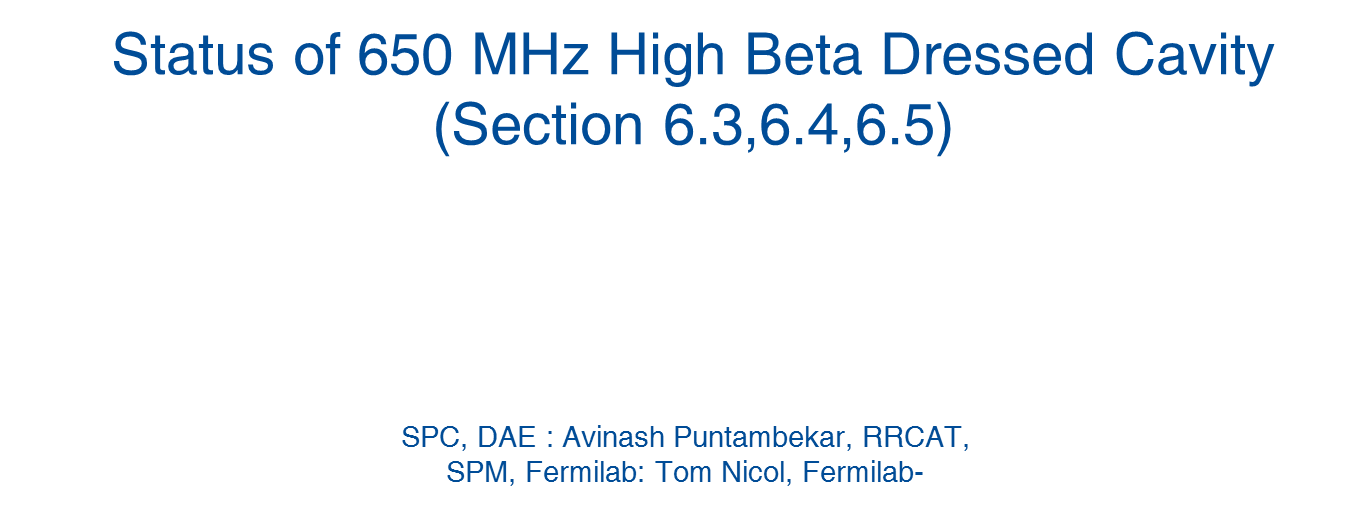 Status of 650 MHz High Beta Dressed Cavity
(Section 6.3,6.4,6.5)
SPC, DAE : Avinash Puntambekar, RRCAT,
SPM, Fermilab: Tom Nicol, Fermilab-